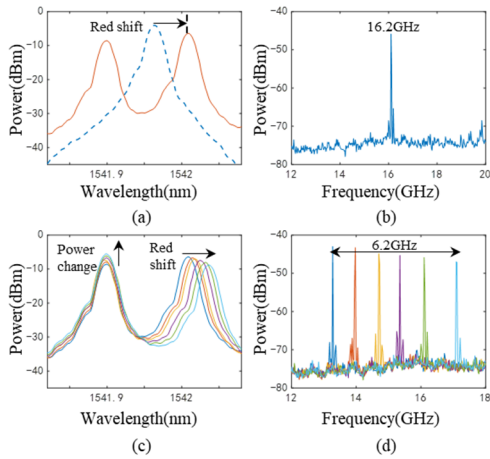 0
−10
−20
−30
−40
Power(dBm)
Red shift
1541.9
1542
Wavelength(nm)
(a)
−40
−50
−60
−70
−80
Power(dBm)
16.2GHz
12
14
16
18
20
Frequency(GHz)
(b)
0
−10
−20
−30
−40
Power(dBm)
Power
change
Red
shift
1541.9
1542
Wavelength(nm)
(c)
−40
−50
−60
−70
−80
Power(dBm)
6.2GHz
12
14
16
18
Frequency(GHz)
(d)